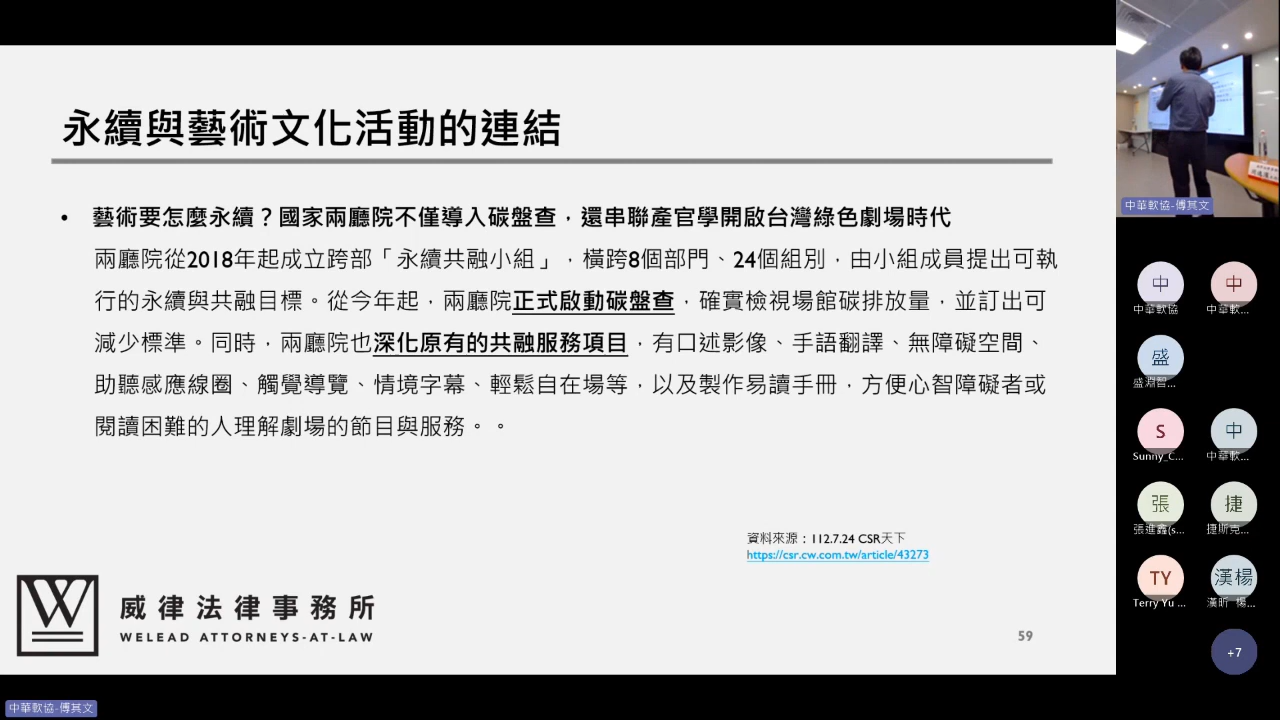 永續與藝術文化活動的連結
• 藝術要怎麼永續？國家兩廳院不僅導入碳盤查，還串聯產官學開啟台灣綠色劇場時代
兩廳院從2018年起成立跨部「永續共融小組」，橫跨8個部門、24個組別，由小組成員提出可執
行的永續與共融目標。從今年起，兩廳院正式啟動碳盤查，確實檢視場館碳排放量，並訂出可
減少標準。同時，兩廳院也深化原有的共融服務項目，有口述影像、手語翻譯、無障礙空間、
助聽感應線圈、觸覺導覽、情境字幕、輕鬆自在場等，以及製作易讀手冊，方便心智障礙者或
閱讀困難的人理解劇場的節目與服務。。
資料來源：112.7.24 CSR天下
https://csr.cw.com.tw/article/43273
W
威律法律事務所
WELEAD ATTORNEYS-AT-LAW
59
中華軟協-傅其文
中華軟協-傅其文
中
中華軟協
中
中華軟...
盛
盛淵智...
S
Sunny_C...
中
中華軟...
張
張進鑫(s...
捷
捷斯克...
TY
Terry Yu ...
漢楊
漢昕 楊...
+7